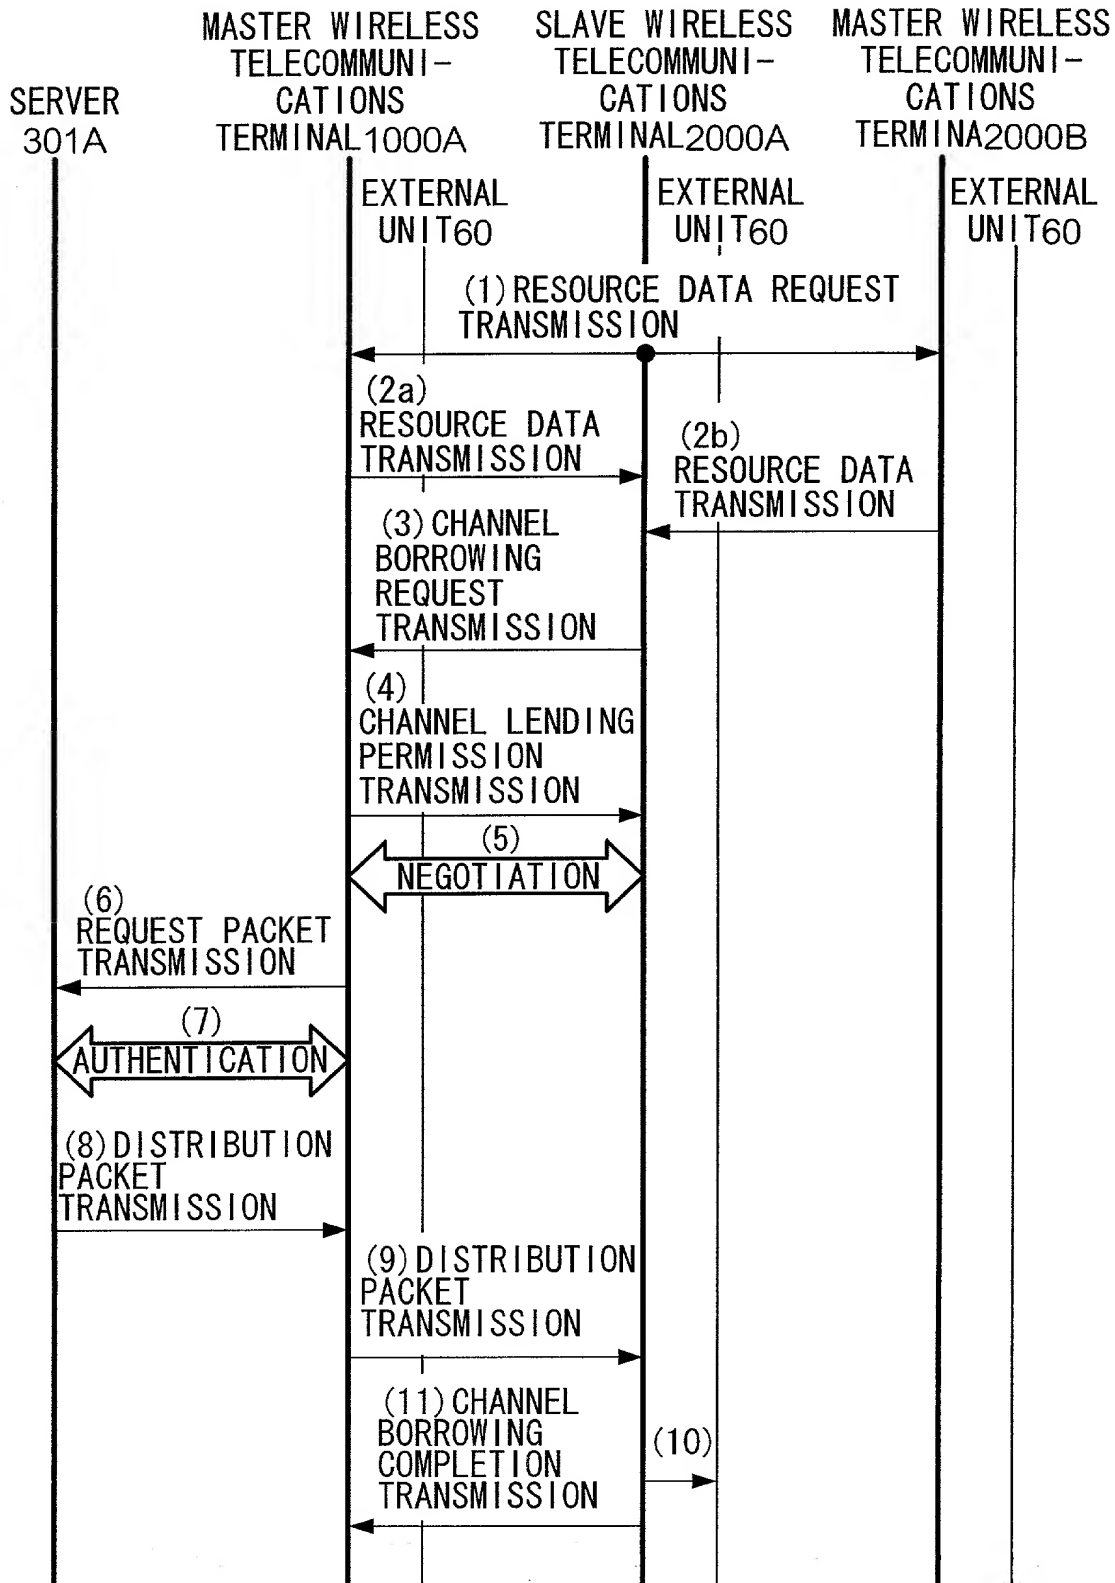 SERVER
301A
MASTER WIRELESS
TELECOMMUNI-
CATIONS
TERMINAL1000A
SLAVE WIRELESS
TELECOMMUNI-
CATIONS
TERMINAL2000A
MASTER WIRELESS
TELECOMMUNI-
CATIONS
TERMINA2000B
EXTERNAL
UNIT60
EXTERNAL
UNIT60
EXTERNAL
UNIT60
(1)RESOURCE DATA REQUEST
TRANSMISSION
(2a)
RESOURCE DATA
TRANSMISSION
(2b)
RESOURCE DATA
TRANSMISSION
(3)CHANNEL
BORROWING
REQUEST
TRANSMISSION
(4)
CHANNEL LENDING
PERMISSION
TRANSMISSION
(5)
NEGOTIATION
(6)
REQUEST PACKET
TRANSMISSION
(7)
AUTHENTICATION
(8)DISTRIBUTION
PACKET
TRANSMISSION
(9)DISTRIBUTION
PACKET
TRANSMISSION
(11)CHANNEL
BORROWING
COMPLETION
TRANSMISSION
(10)